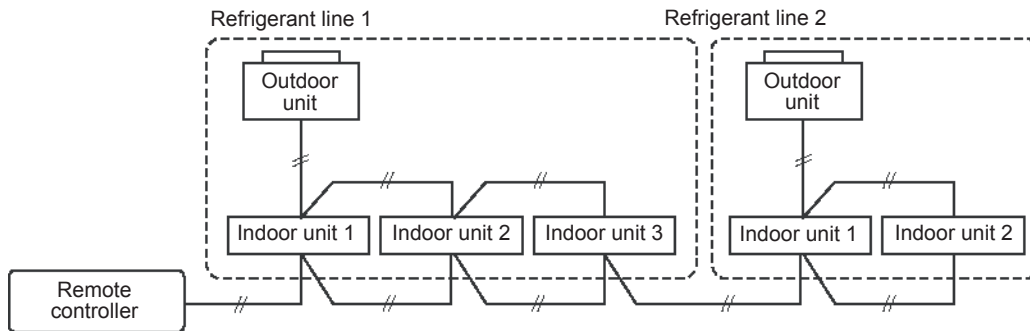 Refrigerant line 1
Refrigerant line 2
Outdoor
unit
Outdoor
unit
Indoor unit 1
Indoor unit 2
Indoor unit 3
Indoor unit 1
Indoor unit 2
Remote
controller